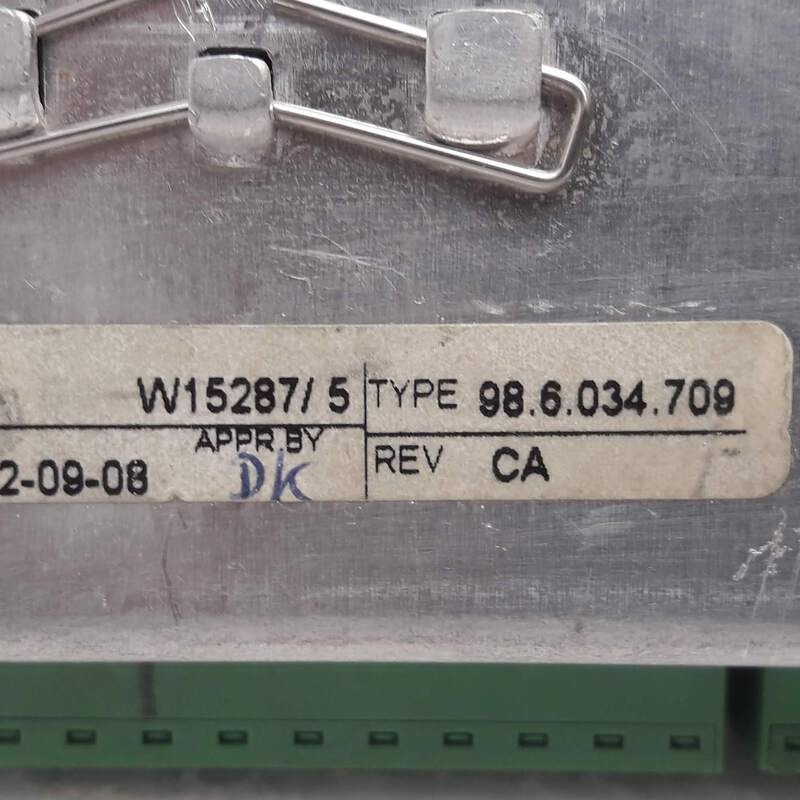 W15287/ 5 TYPE 98.6.034.709
APPR.BY
2-09-08 DK REV CA